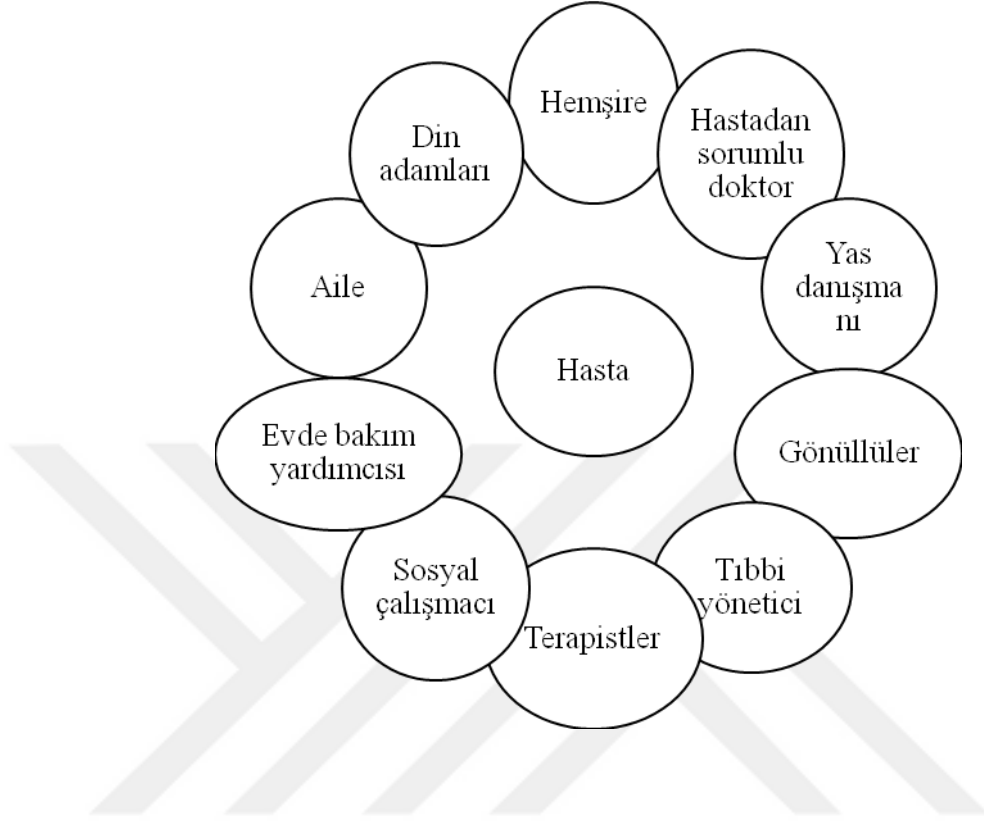 Hemşire
Hastadan
sorumlu
doktor
Yas
danışma
nı
Gönüllüler
Tıbbi
yönetici
Terapistler
Sosyal
çalışmacı
Evde bakım
yardımcısı
Aile
Din
adamları
Hasta